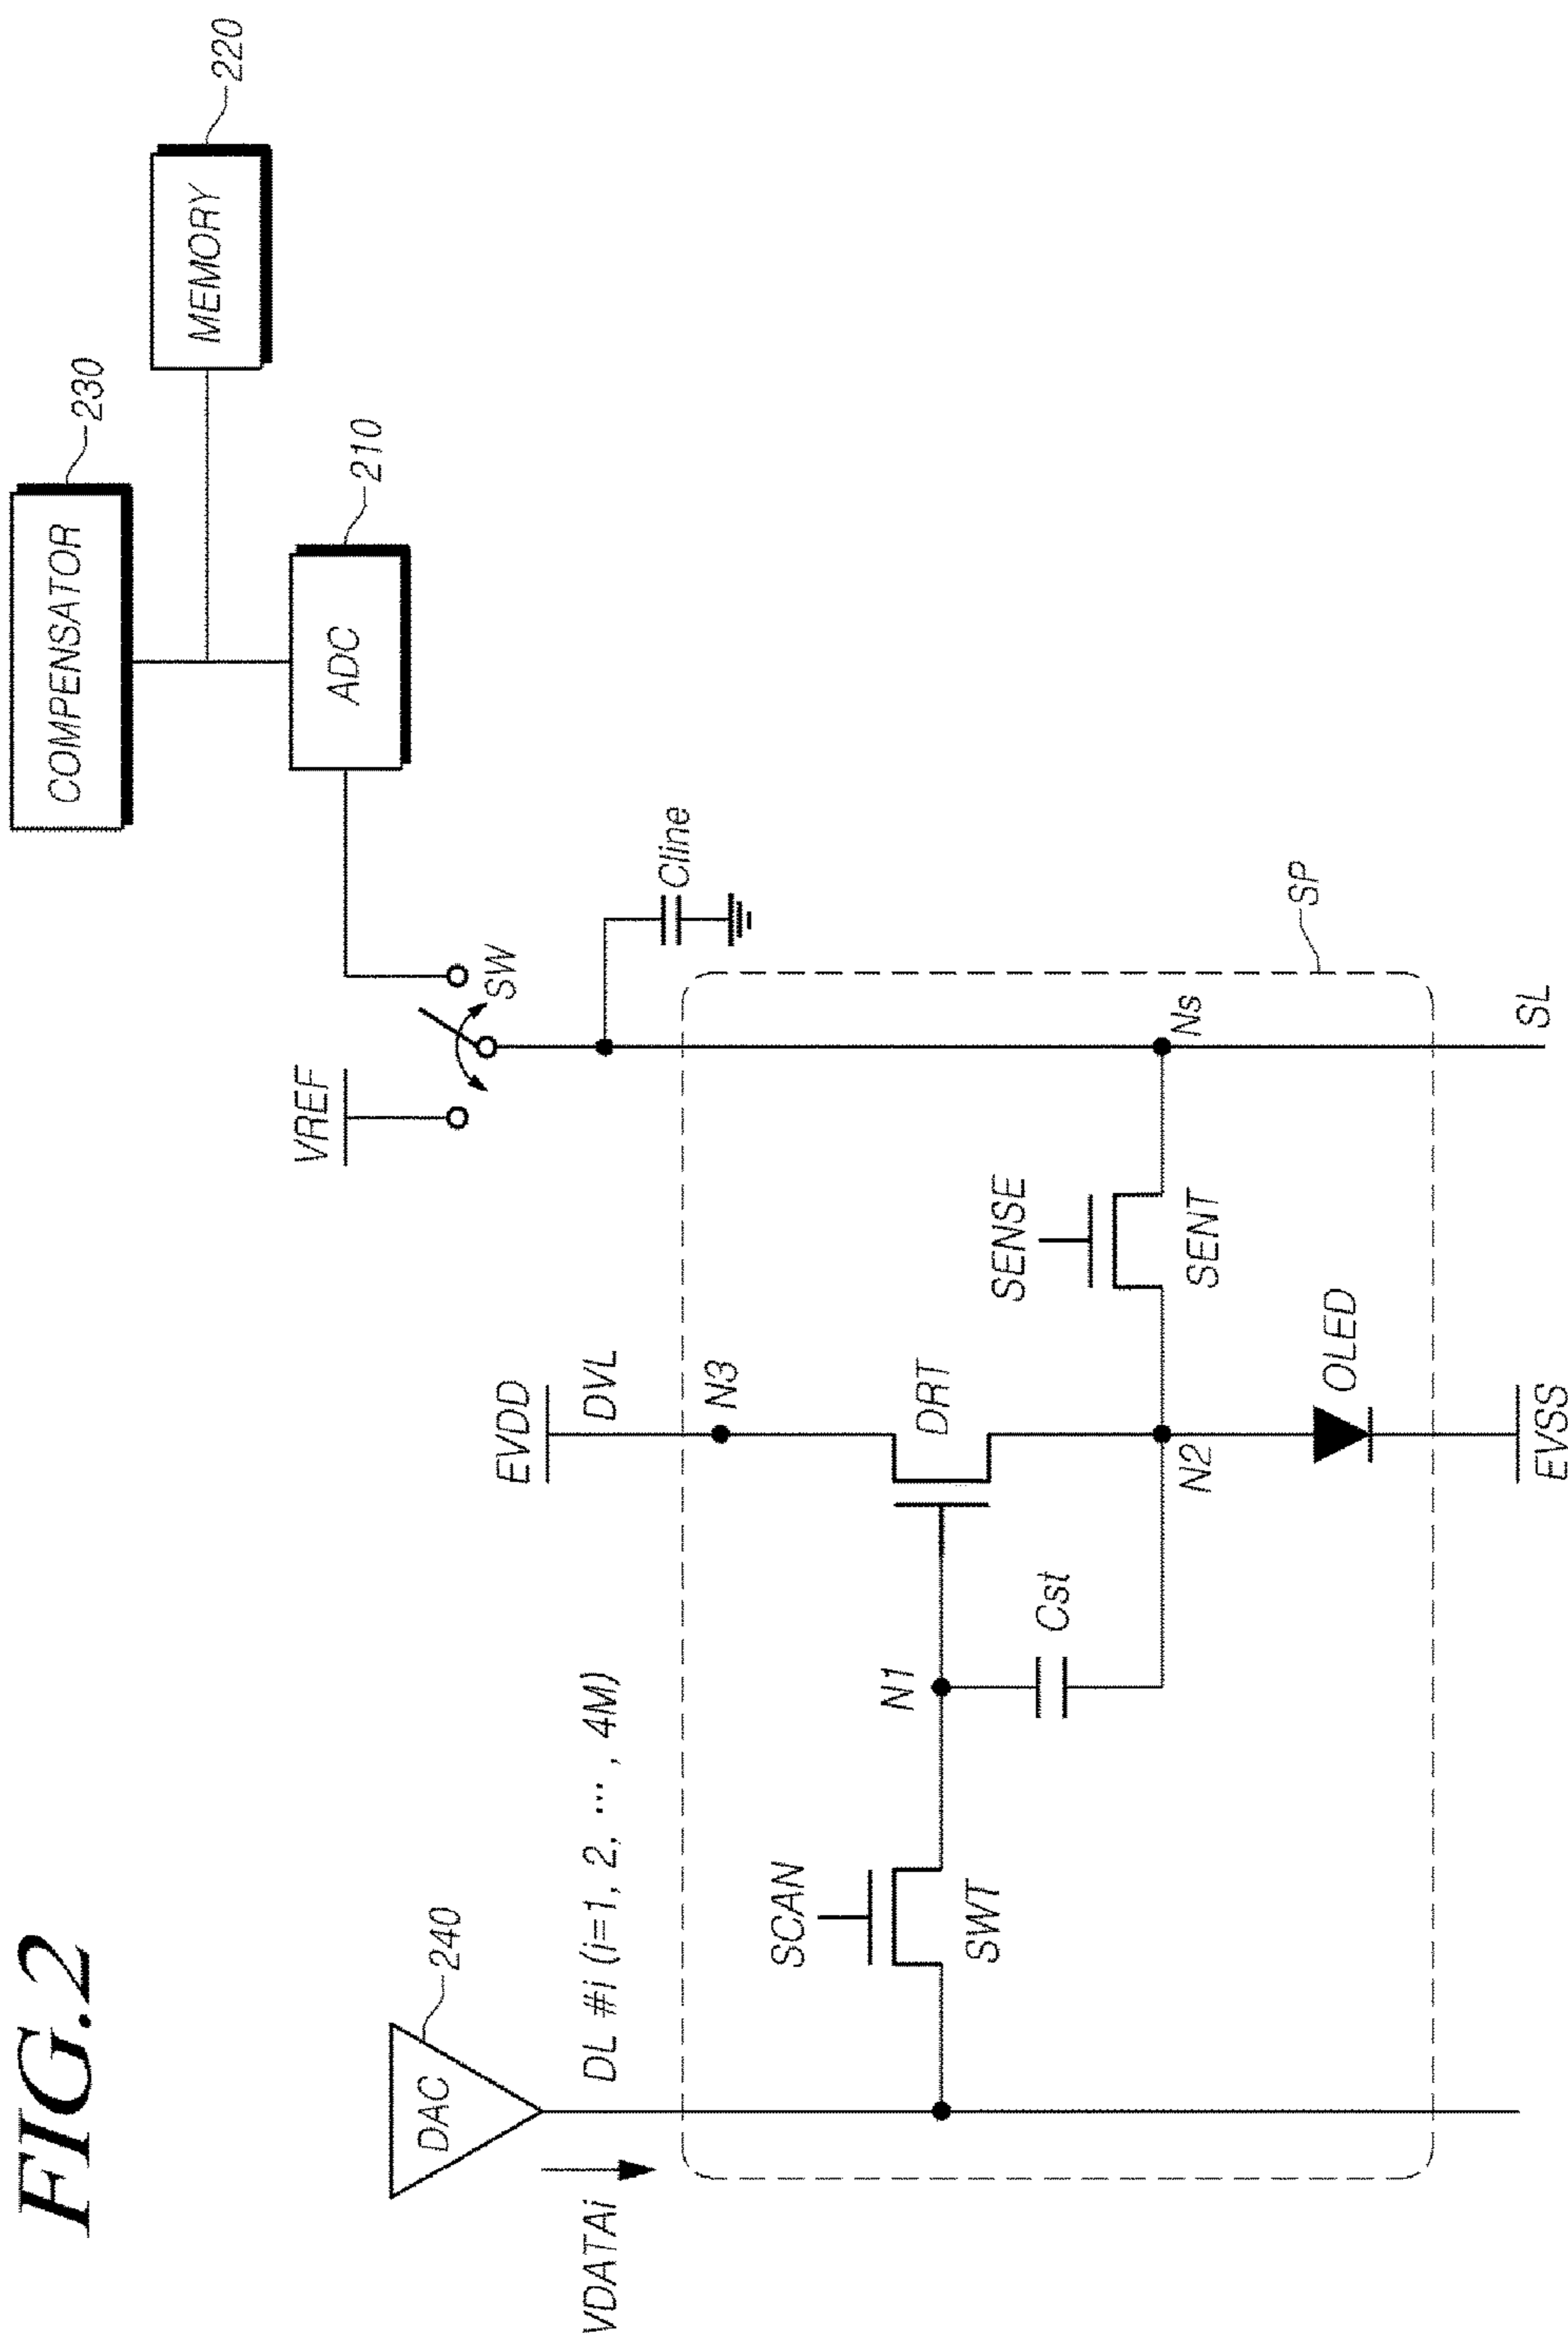 FIG.2
COMPENSATOR
230
MEMORY
220
ADC
210
VREF
SW
Cline
DAC
240
VDATAi
DL #i (i=1, 2, ··· , 4M)
EVDD
DVL
N3
SCAN
SWT
N1
DRT
Cst
SENSE
SENT
N2
Ns
OLED
SP
EVSS
SL